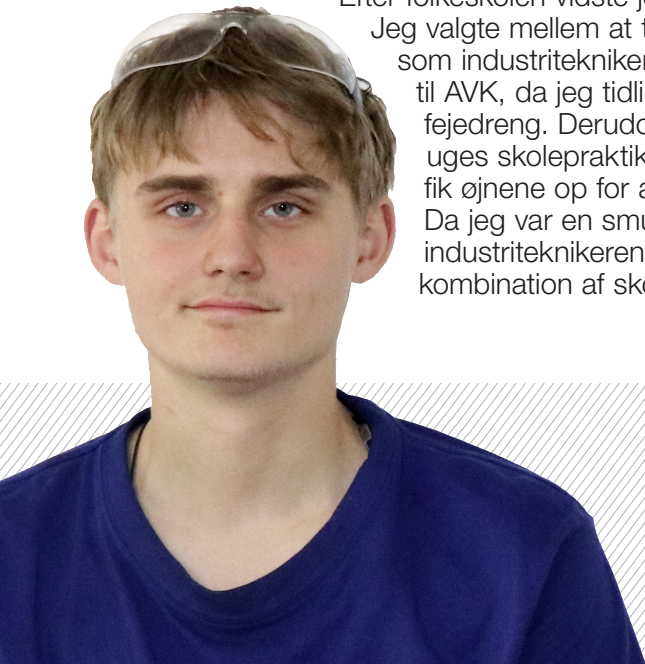 Efter folkeskolen vidste
Jeg valgte mellem at
som industritekniker
til AVK, da jeg
fejedreng.
uges skolepraktik
fik øjnene op for
Da jeg var en
industriteknikeren
kombination af